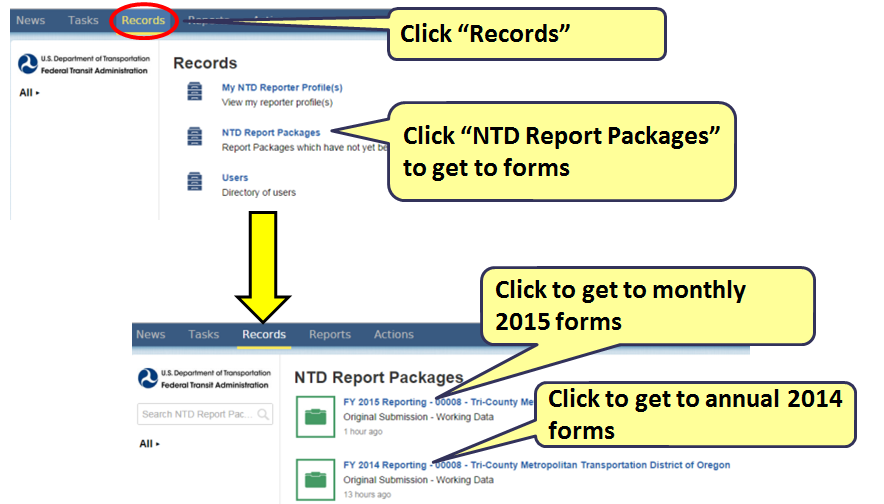 News Tasks Records Reports
Click “Records”
U.S. Department of Transportation
Federal Transit Administration
All
Records
My NTD Reporter Profile(s)
View my reporter profile(s)
NTD Report Packages
Report Packages which have not yet be
Click “NTD Report Packages”
to get to forms
Users
Directory of users
Click to get to monthly
2015 forms
News Tasks Records Reports Actions
U.S. Department of Transportation
Federal Transit Administration
Search NTD Report Pac...
All
NTD Report Packages
FY 2015 Reporting - 00008 - Tri-County Me
Original Submission - Working Data
1 hour ago
Click to get to annual 2014
forms
FY 2014 Reporting - 00008 - Tri-County Metropolitan Transportation District of Oregon
Original Submission - Working Data
13 hours ago